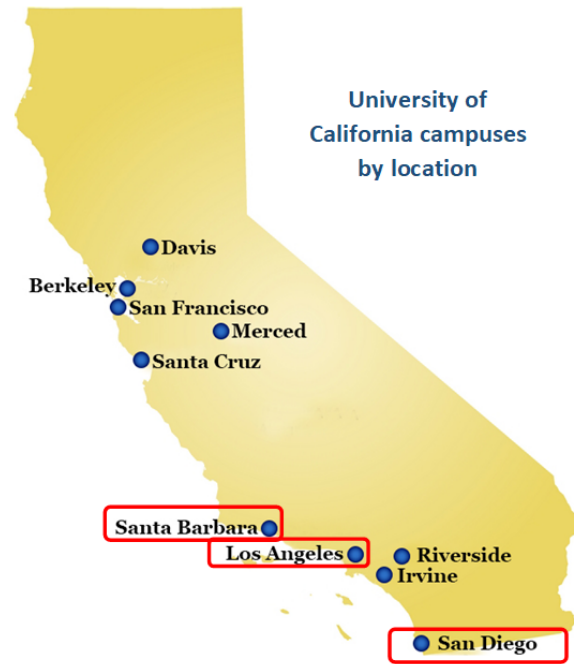 University of
California campuses
by location
Davis
Berkeley
San Francisco
Merced
Santa Cruz
Santa Barbara
Los Angeles
Riverside
Irvine
San Diego